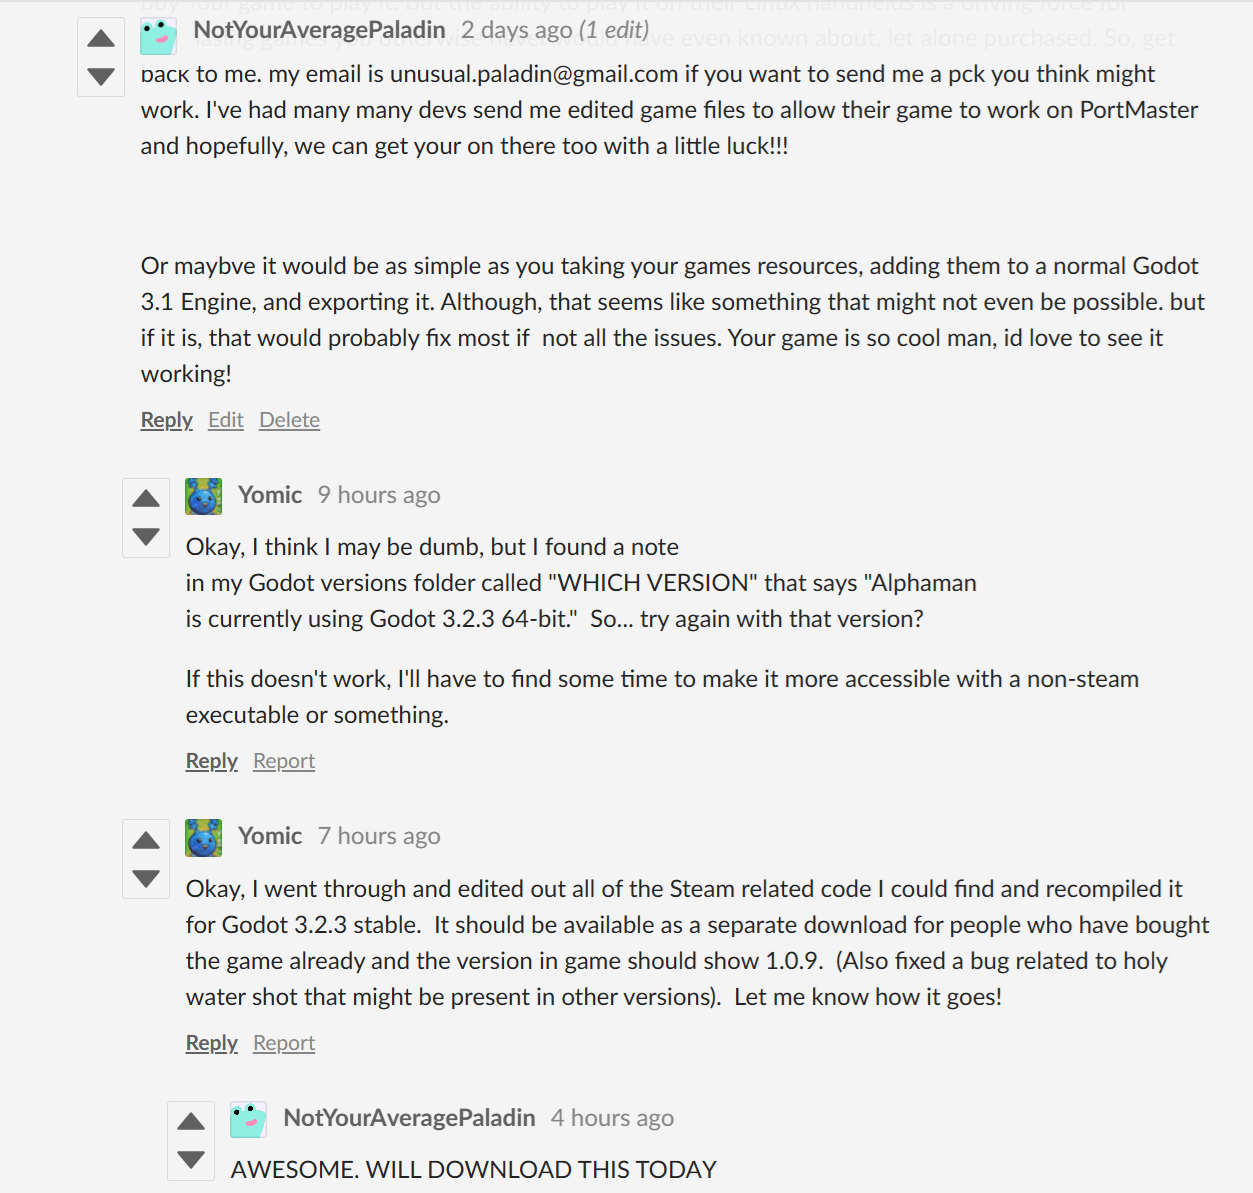 buy your game to play it. But the ability to play it on their Linux handhelds is a driving force for
NotYourAveragePaladin 2 days ago (1 edit)
never would have even known about, let alone purchased. So, get
back to me. my email is unusual.paladin@gmail.com if you want to send me a pck you think might
work. I've had many many devs send me edited game files to allow their game to work on PortMaster
and hopefully, we can get your on there too with a little luck!!!
Or maybve it would be as simple as you taking your games resources, adding them to a normal Godot
3.1 Engine, and exporting it. Although, that seems like something that might not even be possible. but
if it is, that would probably fix most if  not all the issues. Your game is so cool man, id love to see it
working!
Reply Edit Delete
Yomic 9 hours ago
Okay, I think I may be dumb, but I found a note
in my Godot versions folder called "WHICH VERSION" that says "Alphaman
is currently using Godot 3.2.3 64-bit."  So... try again with that version?
If this doesn't work, I'll have to find some time to make it more accessible with a non-steam
executable or something.
Reply Report
Yomic 7 hours ago
Okay, I went through and edited out all of the Steam related code I could find and recompiled it
for Godot 3.2.3 stable.  It should be available as a separate download for people who have bought
the game already and the version in game should show 1.0.9.  (Also fixed a bug related to holy
water shot that might be present in other versions).  Let me know how it goes!
Reply Report
NotYourAveragePaladin 4 hours ago
AWESOME. WILL DOWNLOAD THIS TODAY